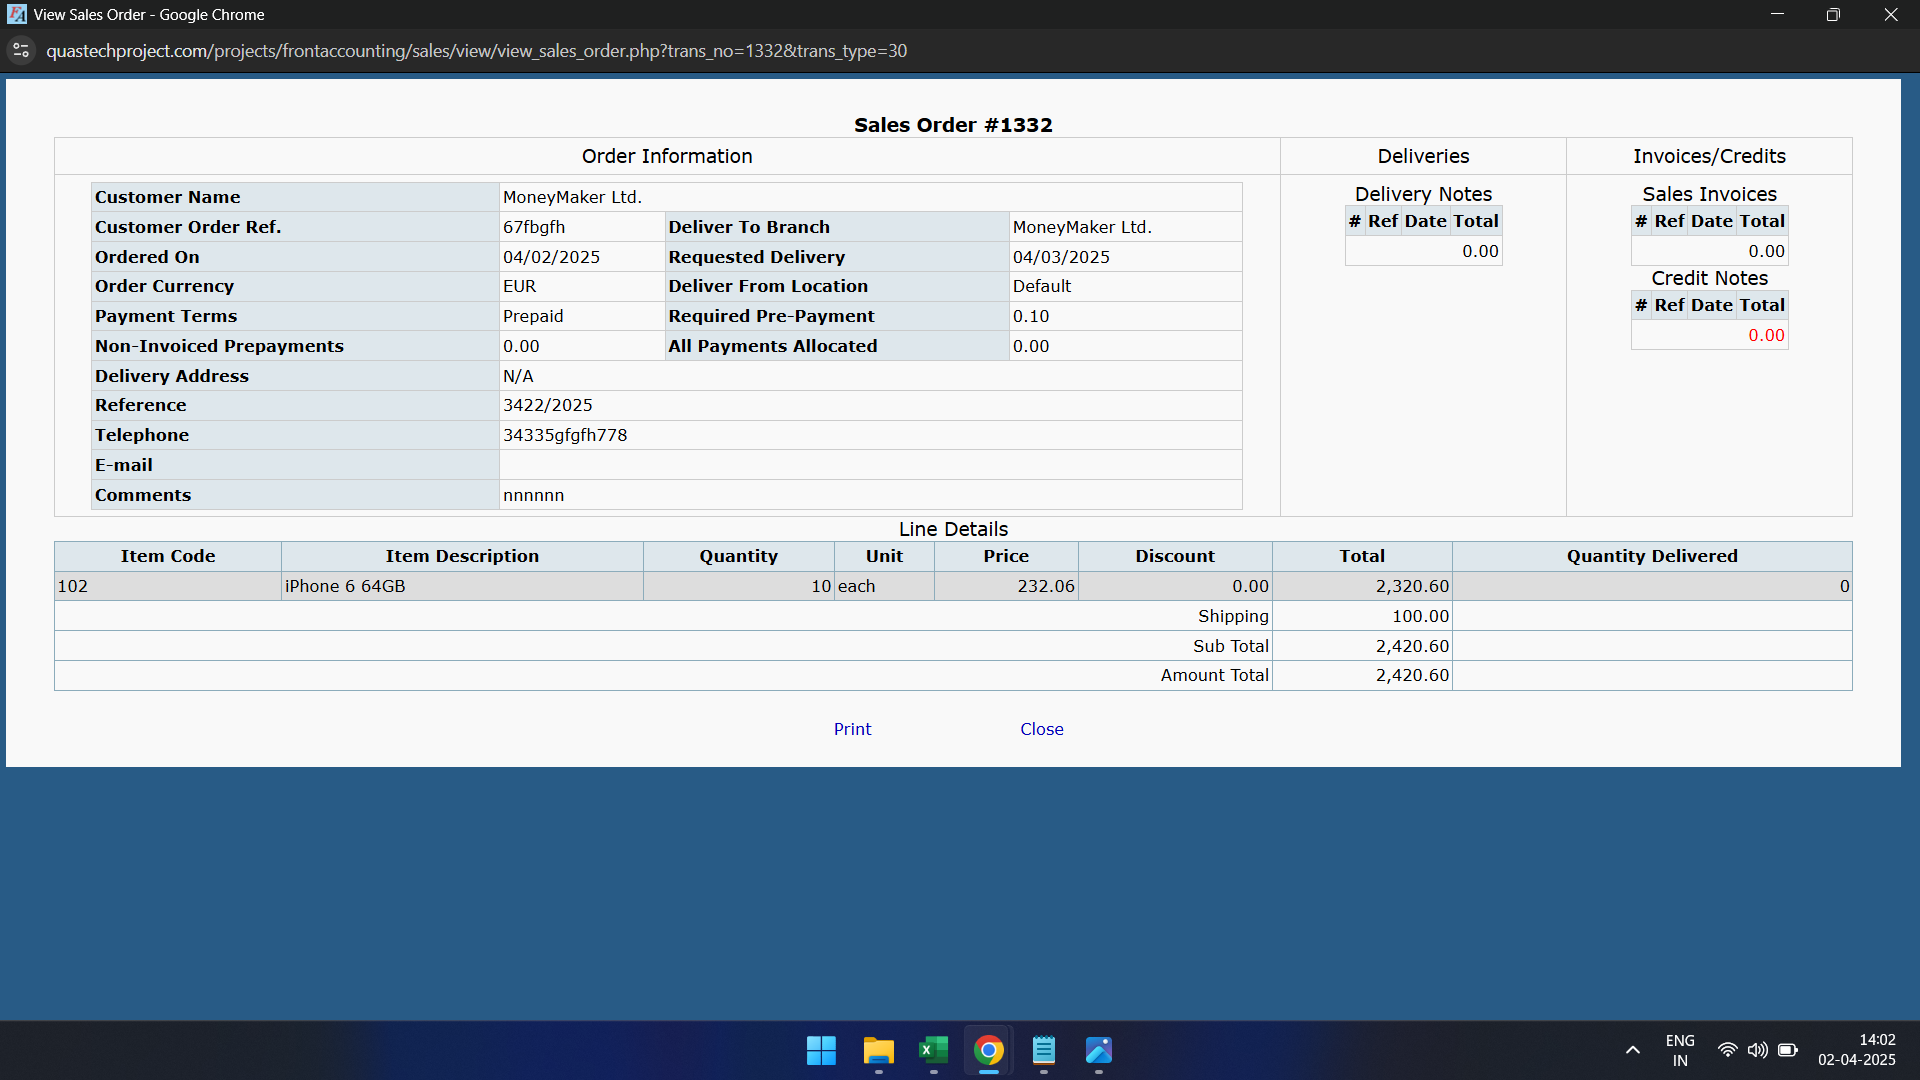 View Sales Order - Google Chrome
quastechproject.com/projects/frontaccounting/sales/view/view_sales_order.php?trans_no=1332&trans_type=30
Sales Order #1332
Order Information Deliveries Invoices/Credits
Customer Name MoneyMaker Ltd.
Customer Order Ref. 67fbgfh Deliver To Branch MoneyMaker Ltd.
Ordered On 04/02/2025 Requested Delivery 04/03/2025
Order Currency EUR Deliver From Location Default
Payment Terms Prepaid Required Pre-Payment 0.10
Non-Invoiced Prepayments 0.00 All Payments Allocated 0.00
Delivery Address N/A
Reference 3422/2025
Telephone 34335gfgfh778
E-mail
Comments nnnnnn
Delivery Notes
# Ref Date Total
0.00
Sales Invoices
# Ref Date Total
0.00
Credit Notes
# Ref Date Total
0.00
Line Details
Item Code Item Description Quantity Unit Price Discount Total Quantity Delivered
102 iPhone 6 64GB 10 each 232.06 0.00 2,320.60 0
Shipping 100.00
Sub Total 2,420.60
Amount Total 2,420.60
Print Close
ENG
IN
14:02
02-04-2025